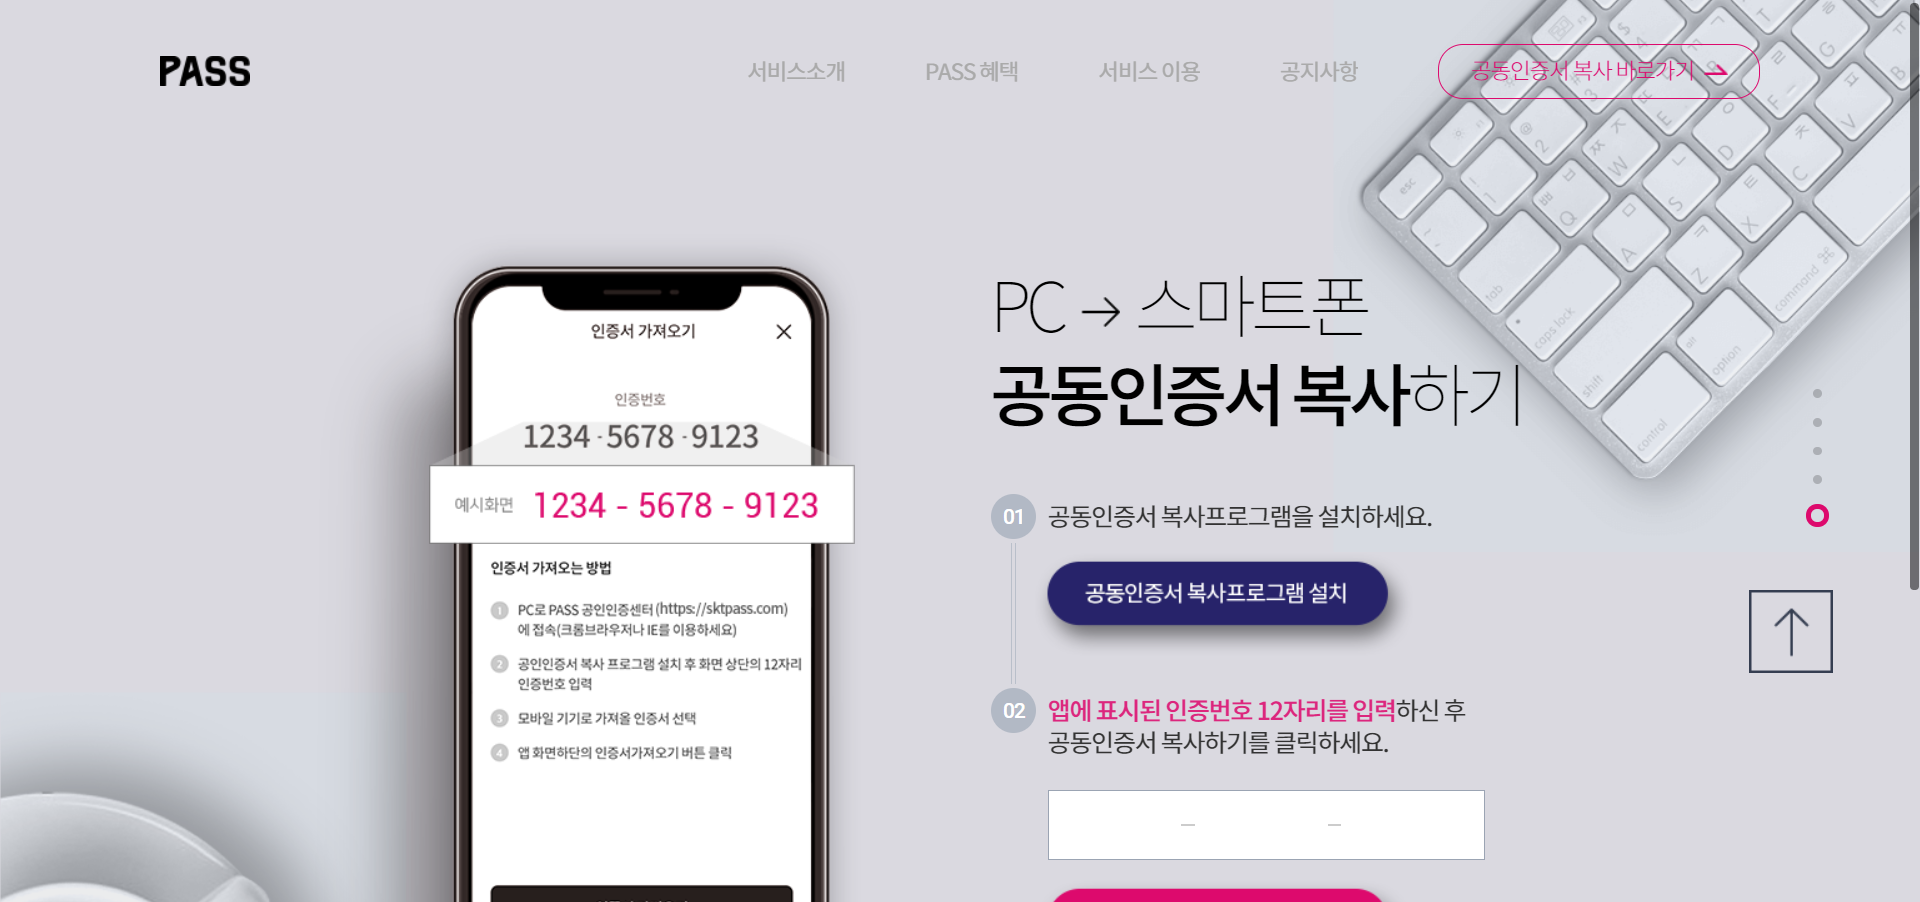 PASS
서비스소개
PASS 혜택
서비스 이용
공지사항
공동인증서 복사 바로가기
인증서 가져오기
인증번호
1234 · 5678 · 9123
예시화면 1234 - 5678 - 9123
인증서 가져오는 방법
1 PC로 PASS 공인인증센터 (https://sktpass.com)
에 접속(크롬브라우저나 IE를 이용하세요)
2 공인인증서 복사 프로그램 설치 후 화면 상단의 12자리
인증번호 입력
3 모바일 기기로 가져올 인증서 선택
4 앱 화면하단의 인증서가져오기 버튼 클릭
PC → 스마트폰
공동인증서 복사하기
01 공동인증서 복사프로그램을 설치하세요.
공동인증서 복사프로그램 설치
02 앱에 표시된 인증번호 12자리를 입력하신 후
공동인증서 복사하기를 클릭하세요.
– –
esc
tab
caps lock
shift
control
option
command